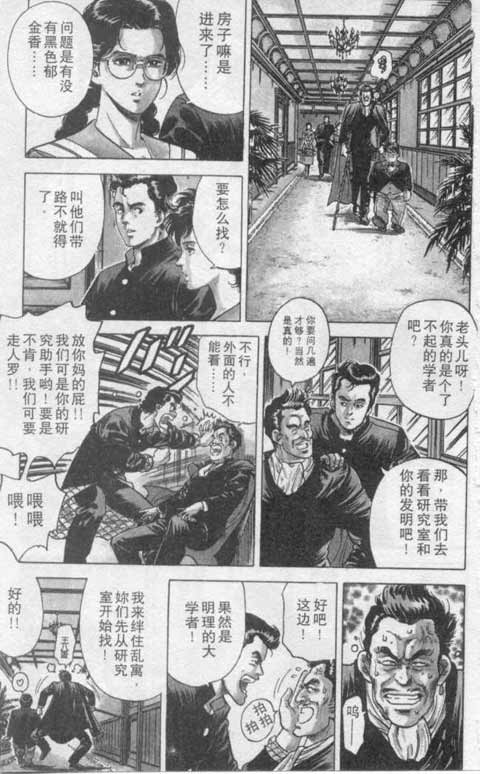 房子嘛是
进来了……
问题是有没
有黑色郁
金香……
要怎么找？
叫他们带
路不就得
了．
老头儿呀！
你真的是个了
不起的学者
吧？
你要问几遍
才够？当然
是真的！
那，带我们去
看看研究室和
你的发明吧！
不行，
外面的人不
能看……
放你妈的屁！！
我们可是你的研
究助手哟！要是
不肯，我们可要
走人罗！！
喂喂
喂！
呜—
好吧！
这边！
果然是
明理的大
学者！
拍
拍
拍
我来绊住乱寓，
妳们先从研究
室开始找！
好的！！